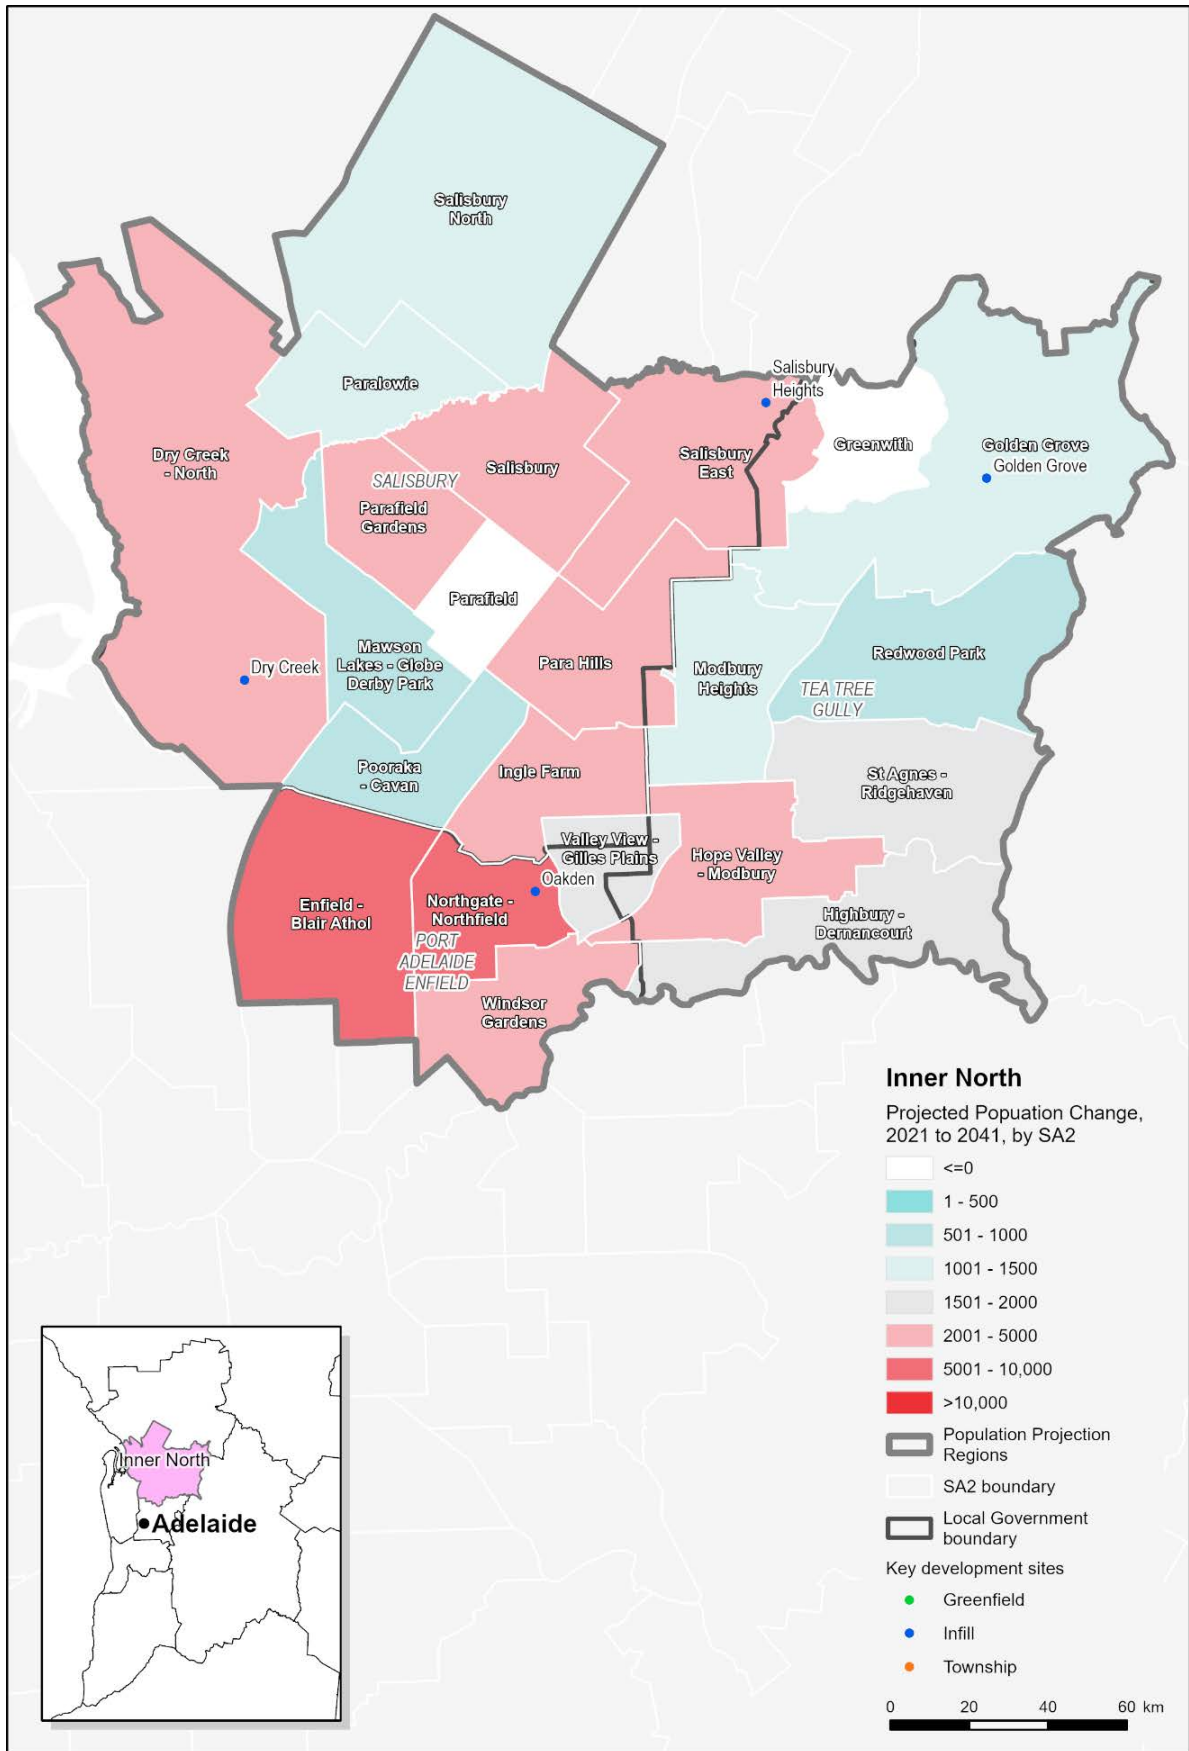 Salisbury
North
Salisbury
Heights
Paralowie
Greenwith
Golden Grove
Golden Grove
Dry Creek
- North
SALISBURY
Salisbury
Salisbury
East
Parafield
Gardens
Parafield
Mawson
Lakes - Globe
Derby Park
Dry Creek
Para Hills
Modbury
Heights
Redwood Park
TEA TREE
GULLY
Pooraka
- Cavan
Ingle Farm
St Agnes -
Ridgehaven
Valley View -
Gilles Plains
Hope Valley
- Modbury
Oakden
Enfield -
Blair Athol
Northgate -
Northfield
Highbury -
Dernancourt
PORT
ADELAIDE
ENFIELD
Windsor
Gardens
Inner North
Projected Popuation Change,
2021 to 2041, by SA2
<=0
1 - 500
501 - 1000
1001 - 1500
1501 - 2000
2001 - 5000
5001 - 10,000
>10,000
Population Projection
Regions
SA2 boundary
Local Government
boundary
Key development sites
Greenfield
Infill
Township
0 20 40 60 km
Inner North
Adelaide